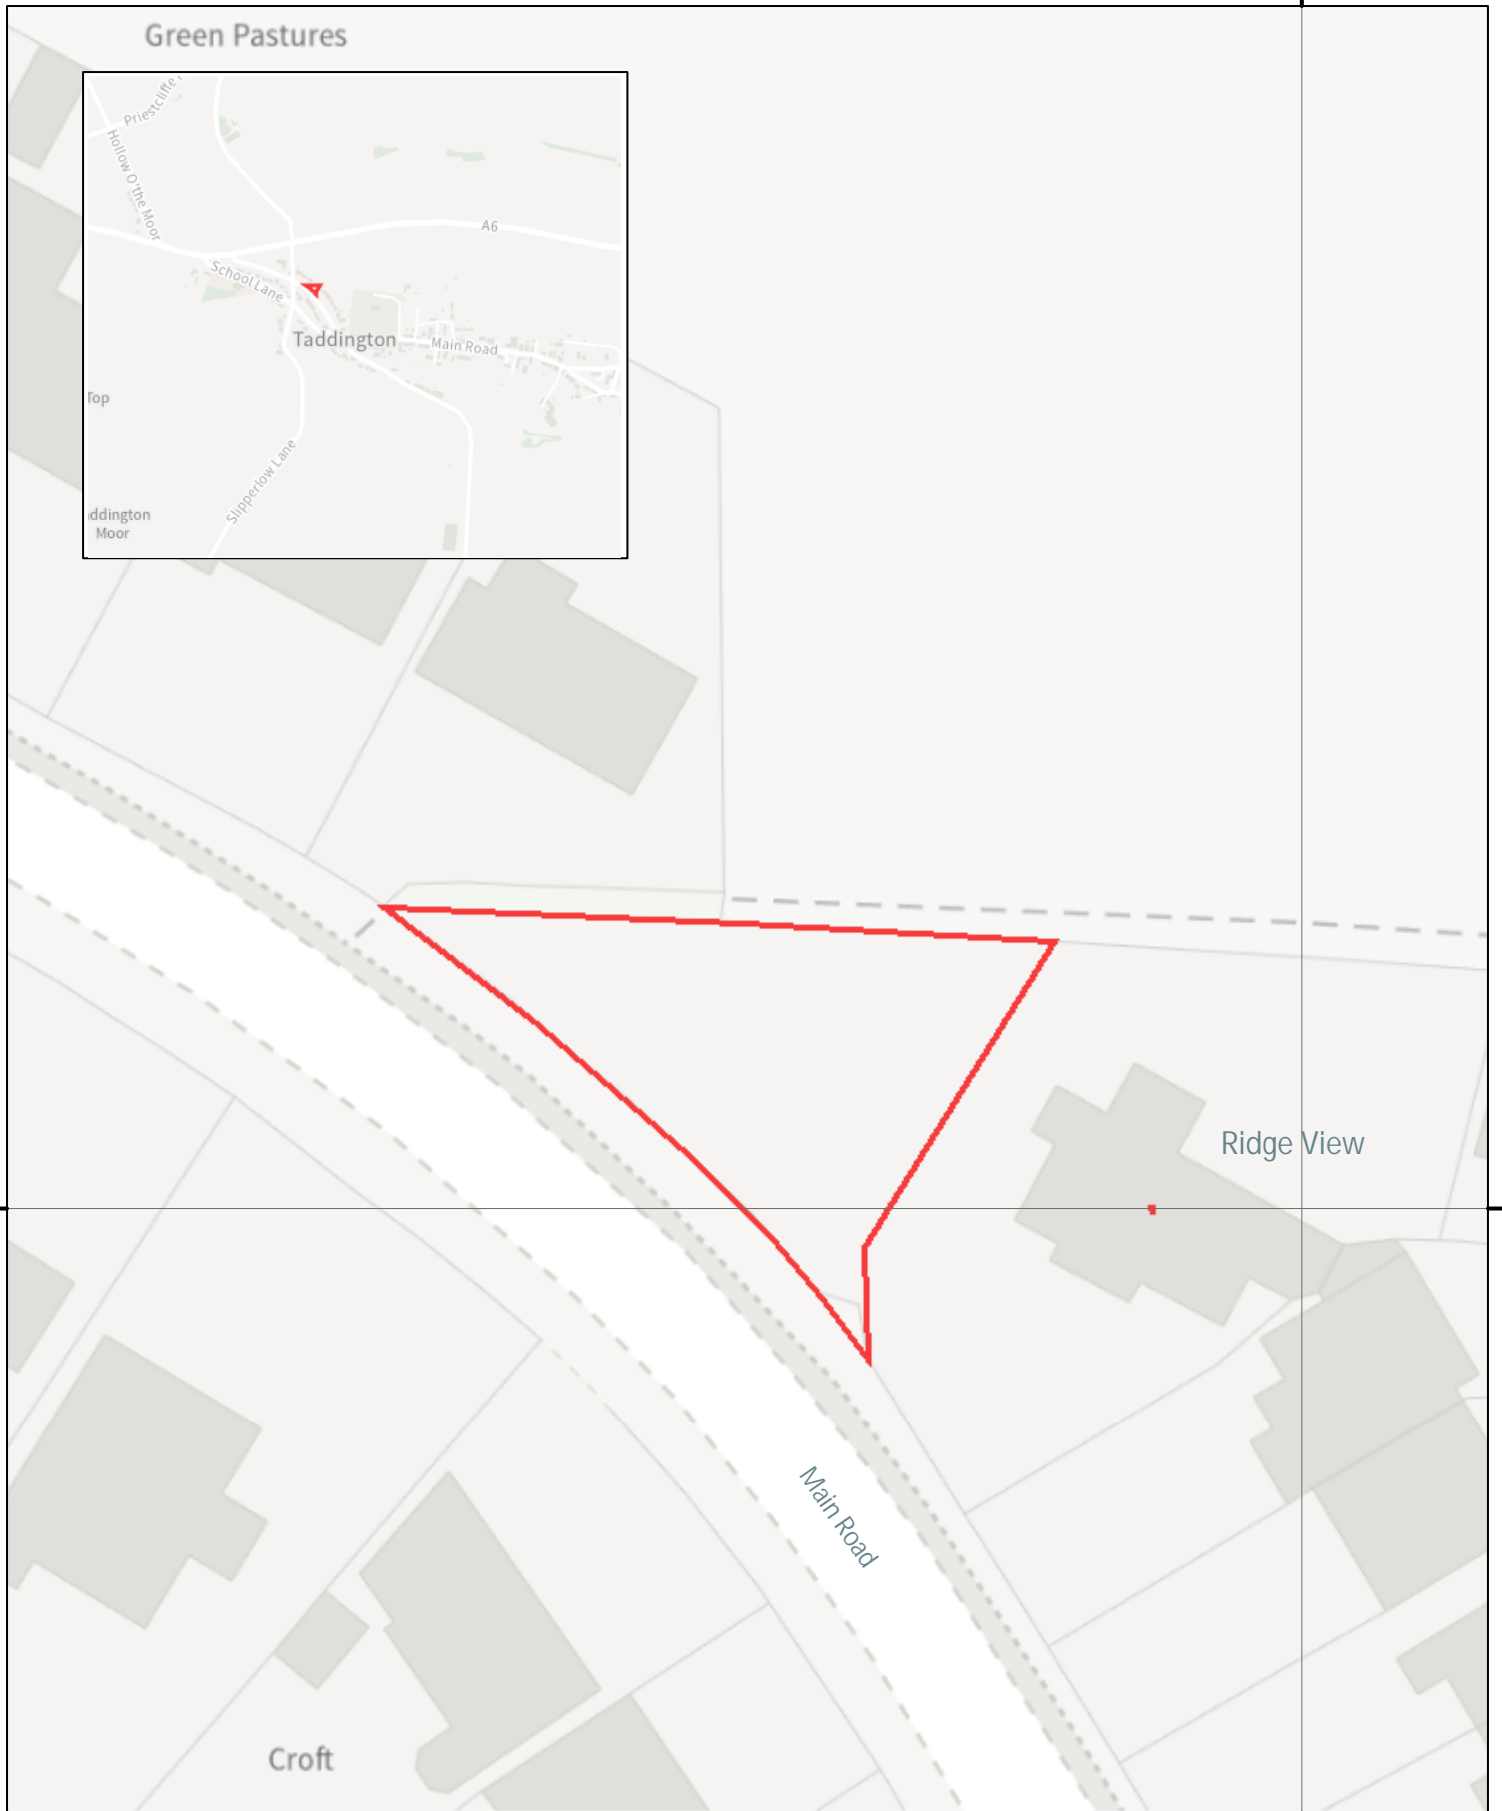 Green Pastures
Priestcliffe
Hollow O'the Moor
A6
School Lane
Taddington
Main Road
Top
Slipperlow Lane
ddington
Moor
Ridge View
Main Road
Croft